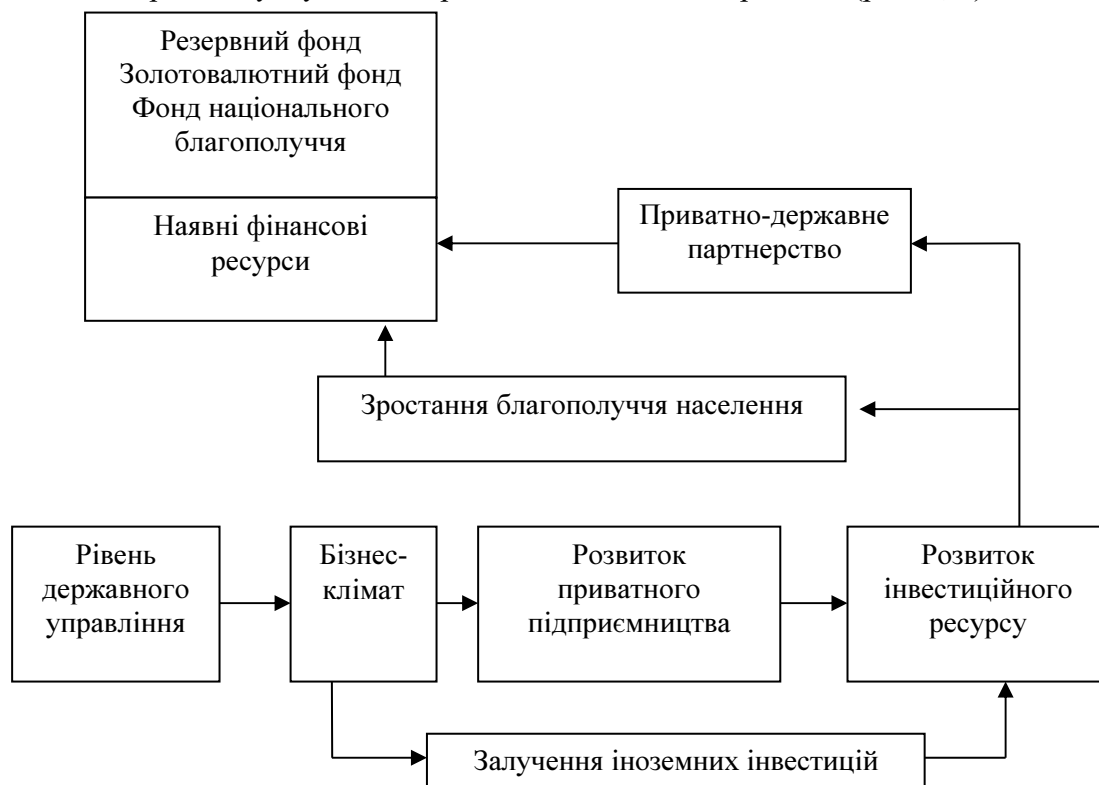 Резервний фонд
Золотовалютний фонд
Фонд національного
благополуччя
Наявні фінансові
ресурси
Приватно-державне
партнерство
Зростання благополуччя населення
Рівень
державного
управління
Бізнес-
клімат
Розвиток
приватного
підприємництва
Розвиток
інвестиційного
ресурсу
Залучення іноземних інвестицій